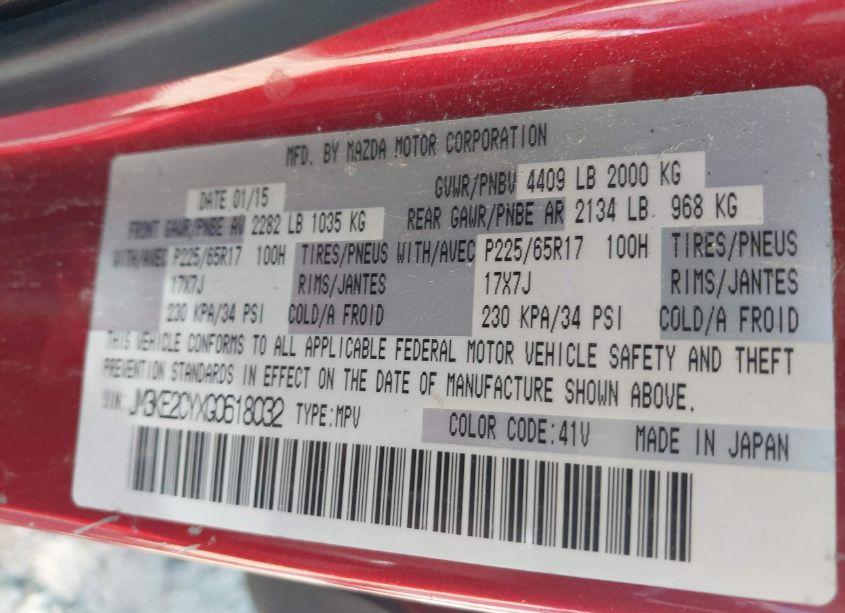 MFD. BY MAZDA MOTOR CORPORATION
DATE 01/15 GVWR/PNBV 4409 LB 2000 KG
FRONT GAWR/PNBE AV 2282 LB 1035 KG REAR GAWR/PNBE AR 2134 LB 968 KG
WITH/AVEC P225/65R17 100H TIRES/PNEUS WITH/AVEC P225/65R17 100H TIRES/PNEUS
17X7J RIMS/JANTES 17X7J RIMS/JANTES
230 KPA/34 PSI COLD/A FROID 230 KPA/34 PSI COLD/A FROID
THIS VEHICLE CONFORMS TO ALL APPLICABLE FEDERAL MOTOR VEHICLE SAFETY AND THEFT
PREVENTION STANDARDS IN EFFECT ON THE DATE OF MANUFACTURE SHOWN ABOVE.
VIN: JM3KE2CYXG0618032 TYPE:MPV COLOR CODE:41V MADE IN JAPAN